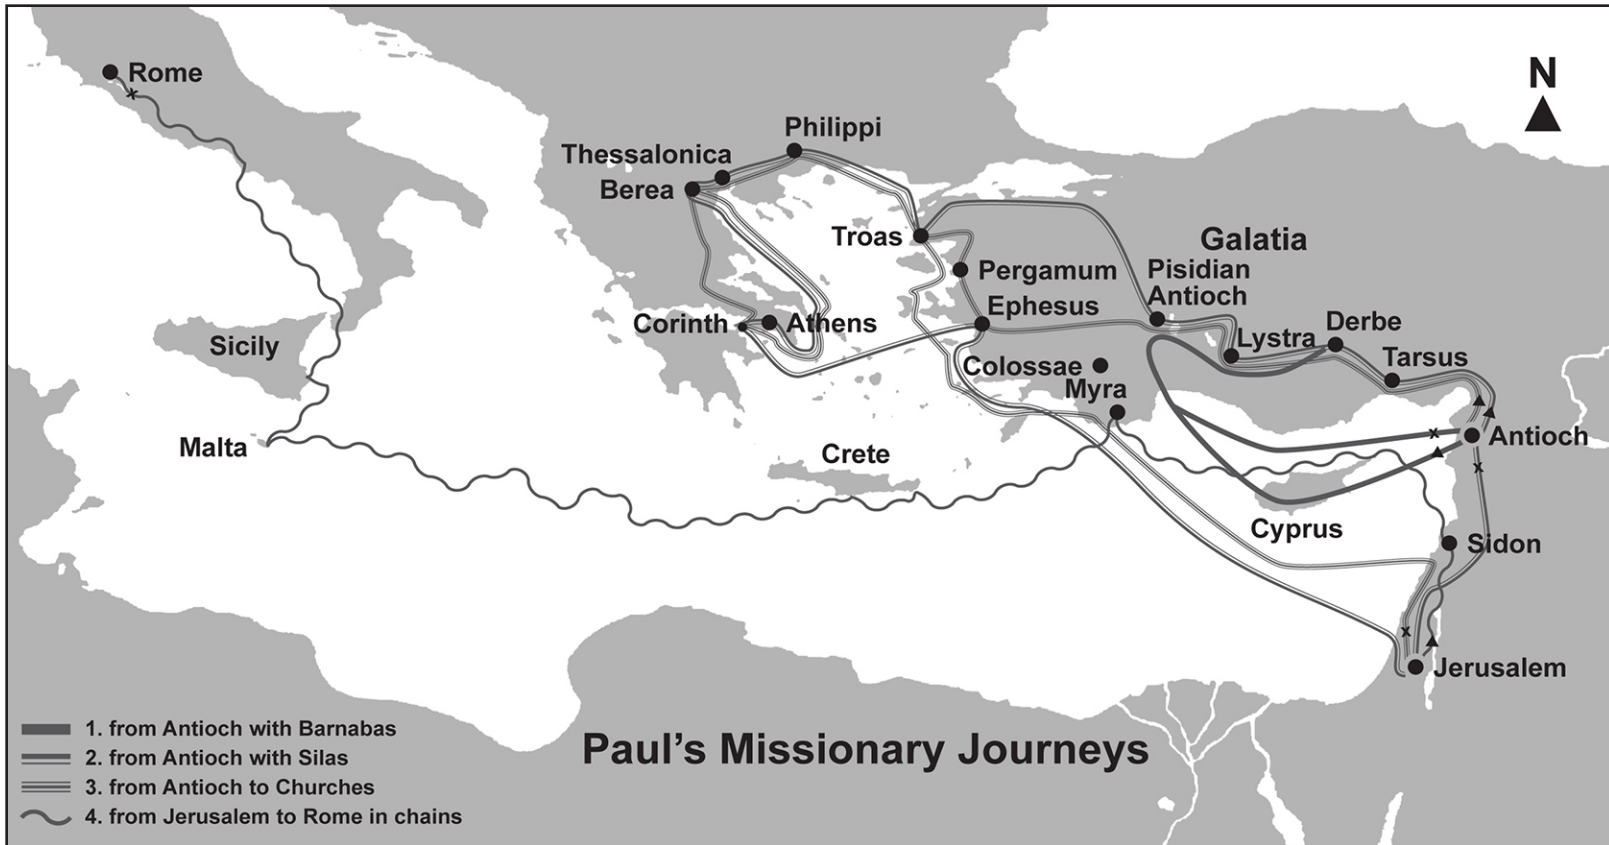 Rome
N
Philippi
Thessalonica
Berea
Troas
Galatia
Pergamum
Pisidian
Antioch
Ephesus
Corinth
Athens
Sicily
Lystra
Derbe
Tarsus
Colossae
Myra
Malta
Crete
Antioch
Cyprus
Sidon
Jerusalem
Paul's Missionary Journeys
1. from Antioch with Barnabas
2. from Antioch with Silas
3. from Antioch to Churches
4. from Jerusalem to Rome in chains